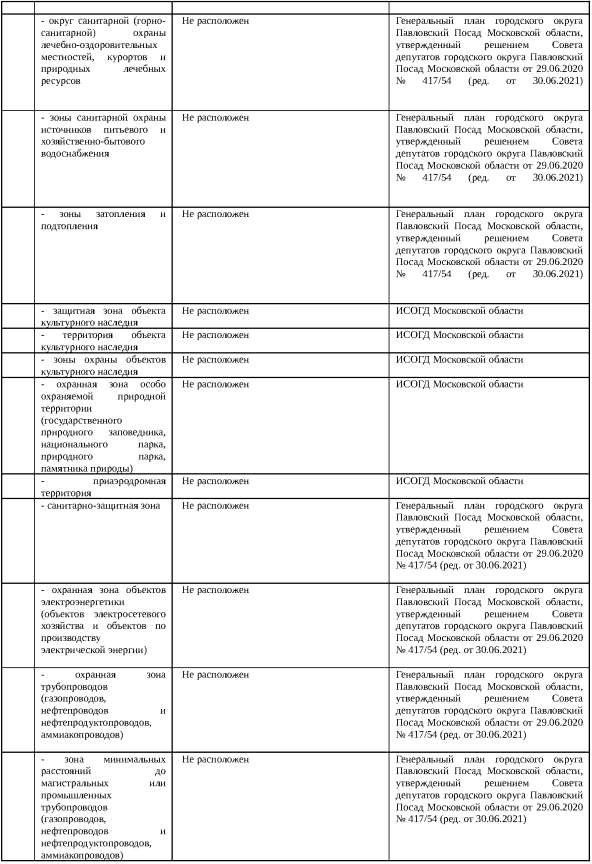 - округ санитарной (горно-
санитарной) охраны
лечебно-оздоровительных
местностей, курортов и
природных лечебных
ресурсов
Не расположен
Генеральный план городского округа
Павловский Посад Московской области,
утвержденный решением Совета
депутатов городского округа Павловский
Посад Московской области от 29.06.2020
№ 417/54 (ред. от 30.06.2021)
- зоны санитарной охраны
источников питьевого и
хозяйственно-бытового
водоснабжения
Не расположен
Генеральный план городского округа
Павловский Посад Московской области,
утвержденный решением Совета
депутатов городского округа Павловский
Посад Московской области от 29.06.2020
№ 417/54 (ред. от 30.06.2021)
- зоны затопления и
подтопления
Не расположен
Генеральный план городского округа
Павловский Посад Московской области,
утвержденный решением Совета
депутатов городского округа Павловский
Посад Московской области от 29.06.2020
№ 417/54 (ред. от 30.06.2021)
- защитная зона объекта
культурного наследия
Не расположен
ИСОГД Московской области
- территория объекта
культурного наследия
Не расположен
ИСОГД Московской области
- зоны охраны объектов
культурного наследия
Не расположен
ИСОГД Московской области
- охранная зона особо
охраняемой природной
территории
(государственного
природного заповедника,
национального парка,
природного парка,
памятника природы)
Не расположен
ИСОГД Московской области
- приаэродромная
территория
Не расположен
ИСОГД Московской области
- санитарно-защитная зона
Не расположен
Генеральный план городского округа
Павловский Посад Московской области,
утвержденный решением Совета
депутатов городского округа Павловский
Посад Московской области от 29.06.2020
№ 417/54 (ред. от 30.06.2021)
- охранная зона объектов
электроэнергетики
(объектов электросетевого
хозяйства и объектов по
производству
электрической энергии)
Не расположен
Генеральный план городского округа
Павловский Посад Московской области,
утвержденный решением Совета
депутатов городского округа Павловский
Посад Московской области от 29.06.2020
№ 417/54 (ред. от 30.06.2021)
- охранная зона
трубопроводов
(газопроводов,
нефтепроводов и
нефтепродуктопроводов,
аммиакопроводов)
Не расположен
Генеральный план городского округа
Павловский Посад Московской области,
утвержденный решением Совета
депутатов городского округа Павловский
Посад Московской области от 29.06.2020
№ 417/54 (ред. от 30.06.2021)
- зона минимальных
расстояний до
магистральных или
промышленных
трубопроводов
(газопроводов,
нефтепроводов и
нефтепродуктопроводов,
аммиакопроводов)
Не расположен
Генеральный план городского округа
Павловский Посад Московской области,
утвержденный решением Совета
депутатов городского округа Павловский
Посад Московской области от 29.06.2020
№ 417/54 (ред. от 30.06.2021)